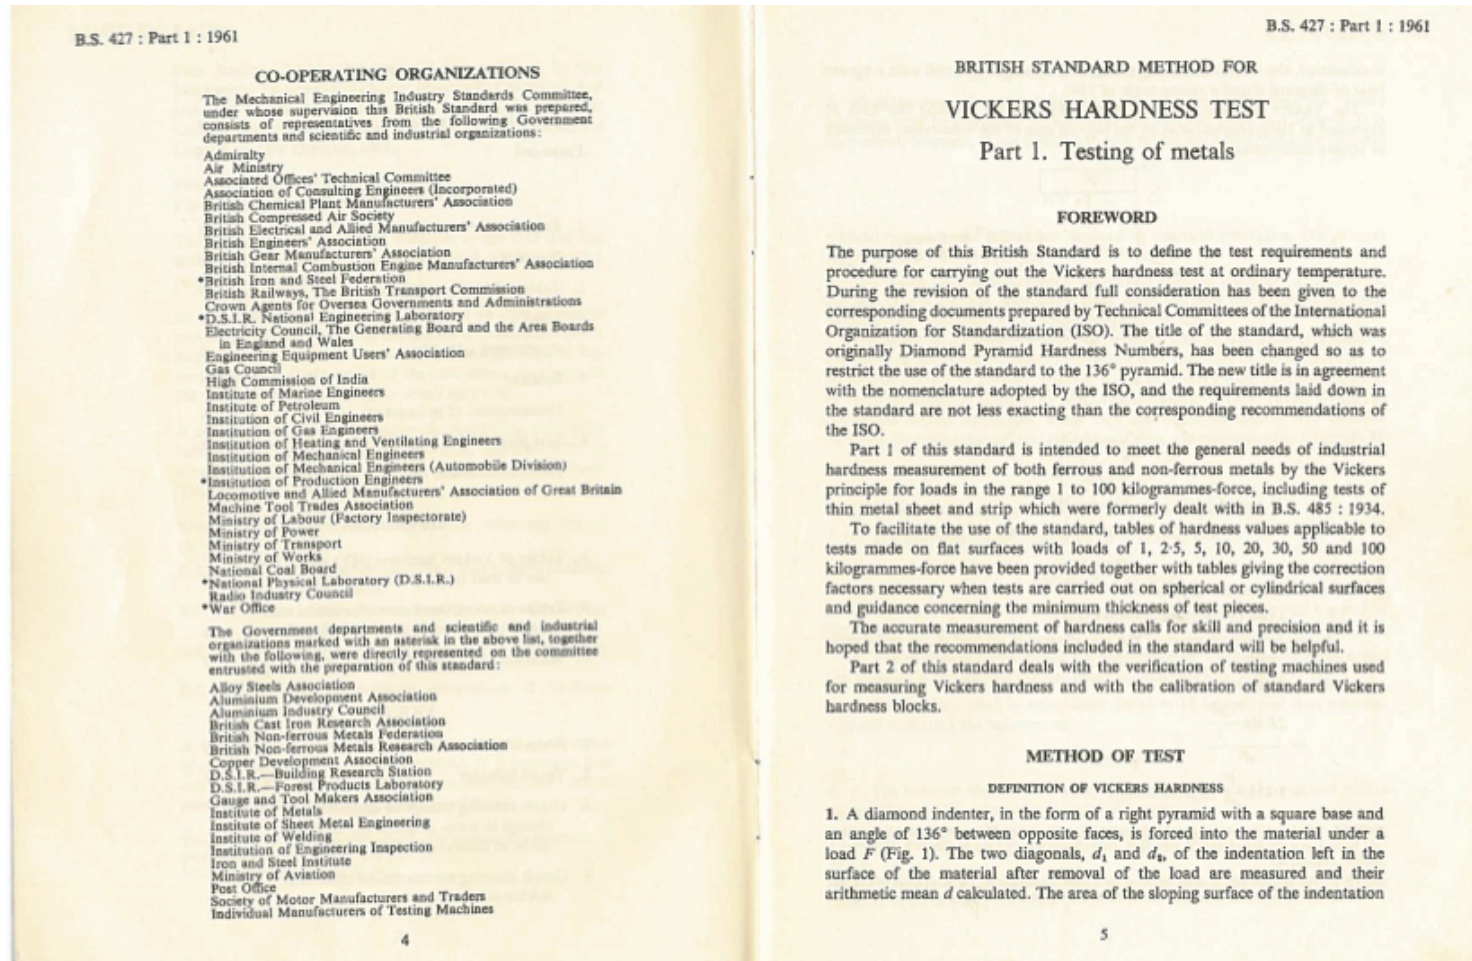 B.S. 427 : Part 1 : 1961
CO-OPERATING ORGANIZATIONS
The Mechanical Engineering Industry Standards Committee,
under whose supervision this British Standard was prepared,
consists of representatives from the following Government
departments and scientific and industrial organizations:
Admiralty
Air Ministry
Associated Offices' Technical Committee
Association of Consulting Engineers (Incorporated)
British Chemical Plant Manufacturers' Association
British Compressed Air Society
British Electrical and Allied Manufacturers' Association
British Engineers' Association
British Gear Manufacturers' Association
British Internal Combustion Engine Manufacturers' Association
*British Iron and Steel Federation
British Railways, The British Transport Commission
Crown Agents for Oversea Governments and Administrations
*D.S.I.R. National Engineering Laboratory
Electricity Council, The Generating Board and the Area Boards
in England and Wales
Engineering Equipment Users' Association
Gas Council
High Commission of India
Institute of Marine Engineers
Institute of Petroleum
Institution of Civil Engineers
Institution of Gas Engineers
Institution of Heating and Ventilating Engineers
Institution of Mechanical Engineers
Institution of Mechanical Engineers (Automobile Division)
*Institution of Production Engineers
Locomotive and Allied Manufacturers' Association of Great Britain
Machine Tool Trades Association
Ministry of Labour (Factory Inspectorate)
Ministry of Power
Ministry of Transport
Ministry of Works
National Coal Board
*National Physical Laboratory (D.S.I.R.)
Radio Industry Council
*War Office
The Government departments and scientific and industrial
organizations marked with an asterisk in the above list, together
with the following, were directly represented on the committee
entrusted with the preparation of this standard:
Alloy Steels Association
Aluminium Development Association
Aluminium Industry Council
British Cast Iron Research Association
British Non-ferrous Metals Federation
British Non-ferrous Metals Research Association
Copper Development Association
D.S.I.R.—Building Research Station
D.S.I.R.—Forest Products Laboratory
Gauge and Tool Makers Association
Institute of Metals
Institute of Sheet Metal Engineering
Institute of Welding
Institution of Engineering Inspection
Iron and Steel Institute
Ministry of Aviation
Post Office
Society of Motor Manufacturers and Traders
Individual Manufacturers of Testing Machines
4
B.S. 427 : Part 1 : 1961
BRITISH STANDARD METHOD FOR
VICKERS HARDNESS TEST
Part 1. Testing of metals
FOREWORD
The purpose of this British Standard is to define the test requirements and
procedure for carrying out the Vickers hardness test at ordinary temperature.
During the revision of the standard full consideration has been given to the
corresponding documents prepared by Technical Committees of the International
Organization for Standardization (ISO). The title of the standard, which was
originally Diamond Pyramid Hardness Numbers, has been changed so as to
restrict the use of the standard to the 136° pyramid. The new title is in agreement
with the nomenclature adopted by the ISO, and the requirements laid down in
the standard are not less exacting than the corresponding recommendations of
the ISO.
Part 1 of this standard is intended to meet the general needs of industrial
hardness measurement of both ferrous and non-ferrous metals by the Vickers
principle for loads in the range 1 to 100 kilogrammes-force, including tests of
thin metal sheet and strip which were formerly dealt with in B.S. 485 : 1934.
To facilitate the use of the standard, tables of hardness values applicable to
tests made on flat surfaces with loads of 1, 2·5, 5, 10, 20, 30, 50 and 100
kilogrammes-force have been provided together with tables giving the correction
factors necessary when tests are carried out on spherical or cylindrical surfaces
and guidance concerning the minimum thickness of test pieces.
The accurate measurement of hardness calls for skill and precision and it is
hoped that the recommendations included in the standard will be helpful.
Part 2 of this standard deals with the verification of testing machines used
for measuring Vickers hardness and with the calibration of standard Vickers
hardness blocks.
METHOD OF TEST
DEFINITION OF VICKERS HARDNESS
1. A diamond indenter, in the form of a right pyramid with a square base and
an angle of 136° between opposite faces, is forced into the material under a
load F (Fig. 1). The two diagonals, d₁ and d₂, of the indentation left in the
surface of the material after removal of the load are measured and their
arithmetic mean d calculated. The area of the sloping surface of the indentation
5